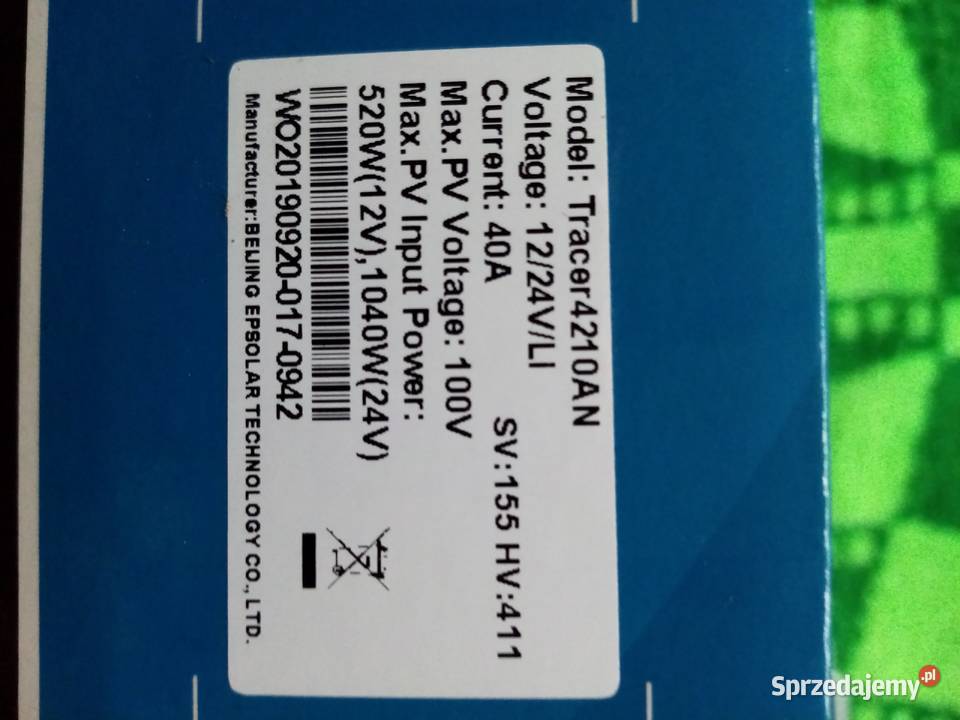 Model: Tracer4210AN
Voltage: 12/24V/LI
Current: 40A SV:155 HV:411
Max.PV Voltage: 100V
Max.PV Input Power:
520W(12V),1040W(24V)
WO20190920-017-0942
Manufacturer:BEIJING EPSOLAR TECHNOLOGY CO., LTD.
Sprzedajemy.pl